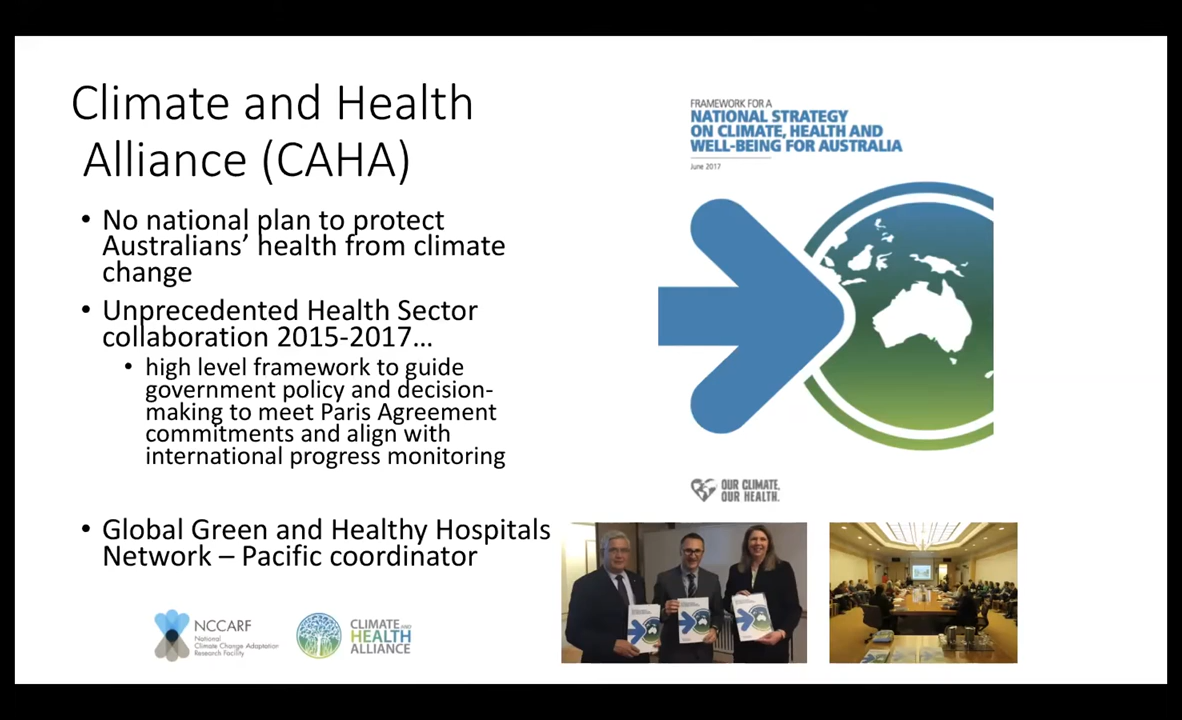 Climate and Health
Alliance (CAHA)
• No national plan to protect
Australians’ health from climate
change
• Unprecedented Health Sector
collaboration 2015-2017…
• high level framework to guide
government policy and decision-
making to meet Paris Agreement
commitments and align with
international progress monitoring
• Global Green and Healthy Hospitals
Network – Pacific coordinator
NCCARF
National
Climate Change Adaptation
Research Facility
CLIMATE AND
HEALTH
ALLIANCE
FRAMEWORK FOR A
NATIONAL STRATEGY
ON CLIMATE, HEALTH AND
WELL-BEING FOR AUSTRALIA
June 2017
OUR CLIMATE.
OUR HEALTH.